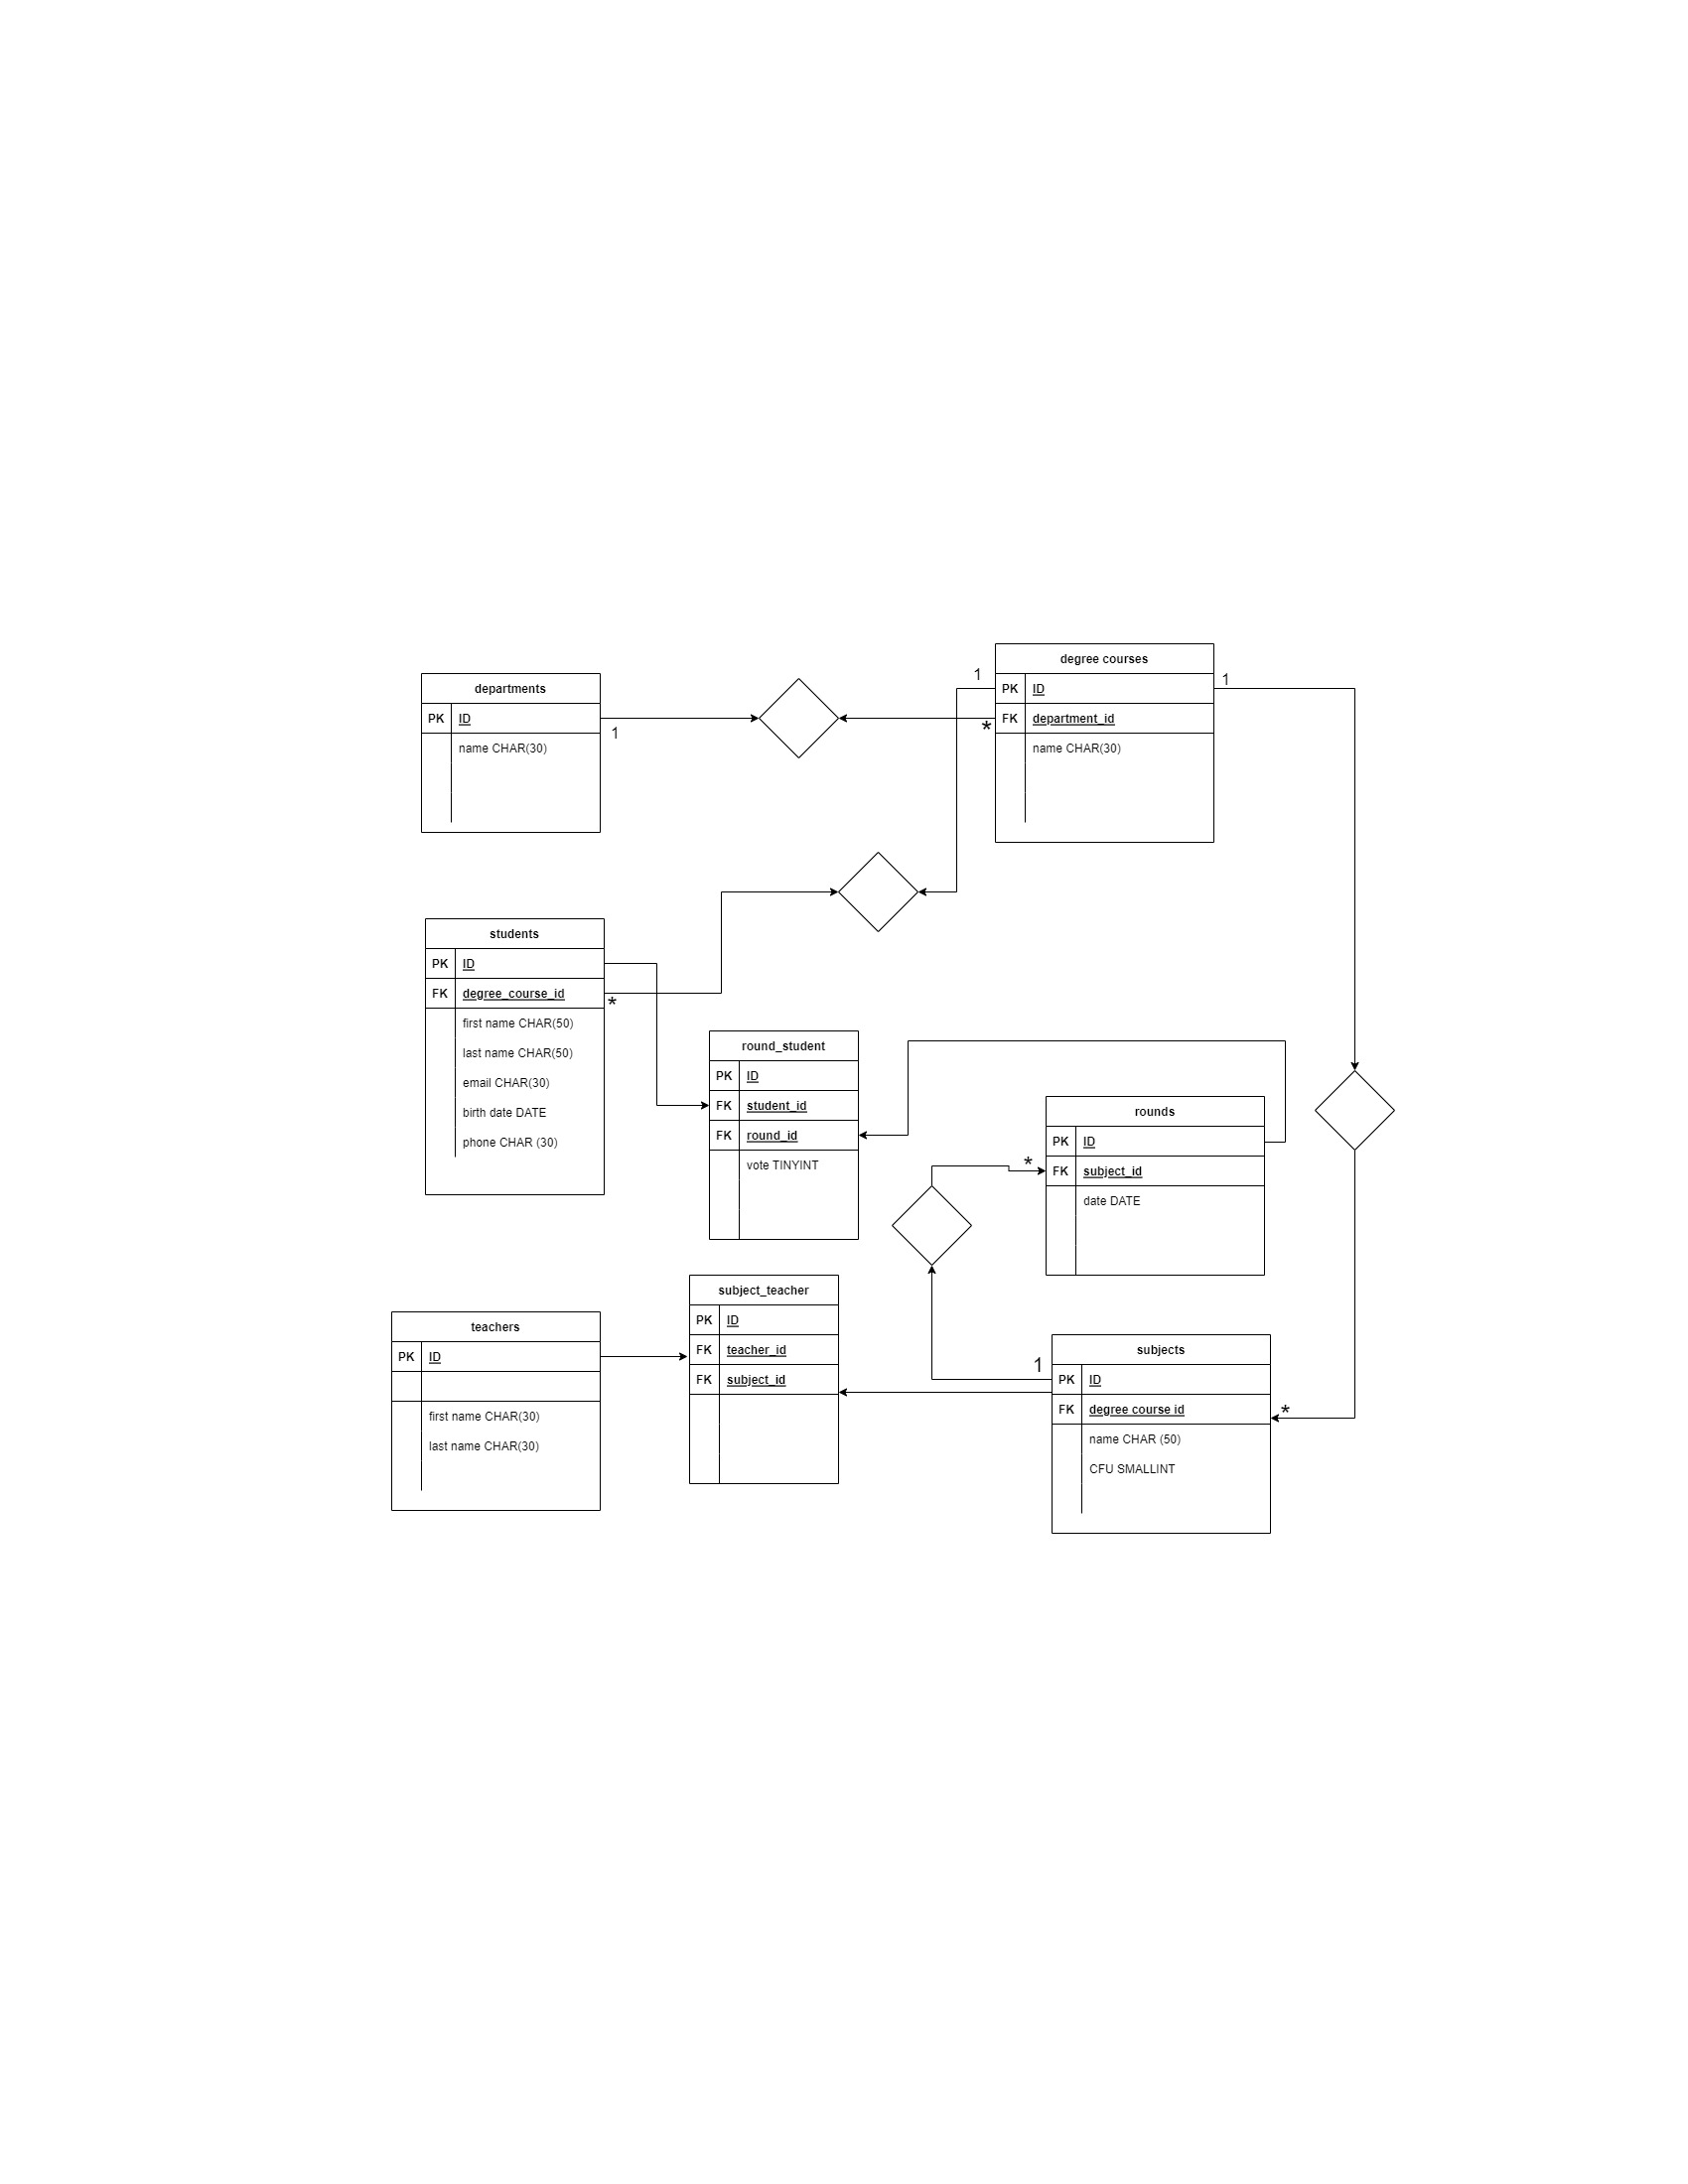 departments
PK ID
name CHAR(30)
1
degree courses
1
PK ID
1
*
FK department_id
name CHAR(30)
students
PK ID
FK degree_course_id
*
first name CHAR(50)
last name CHAR(50)
email CHAR(30)
birth date DATE
phone CHAR (30)
round_student
PK ID
FK student_id
FK round_id
vote TINYINT
rounds
PK ID
*
FK subject_id
date DATE
teachers
PK ID
first name CHAR(30)
last name CHAR(30)
subject_teacher
PK ID
FK teacher_id
FK subject_id
subjects
1
PK ID
FK degree course id
*
name CHAR (50)
CFU SMALLINT